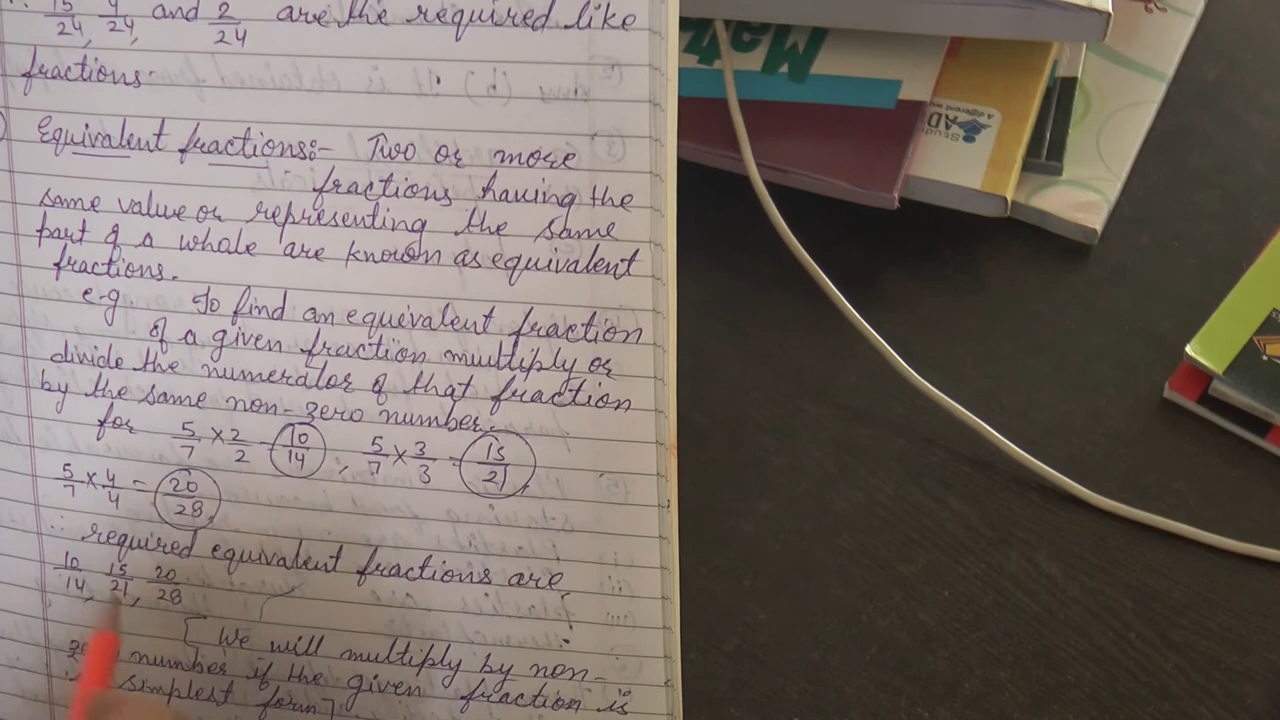 15/24, 4/24, and 2/24 are the required like
fractions.
Equivalent fractions:- Two or more
fractions having the
same value or representing the same
part of a whole are known as equivalent
fractions.
e.g To find an equivalent fraction
of a given fraction multiply or
divide the numerator of that fraction
by the same non-zero number.
for 5/7 × 2/2 = 10/14, 5/7 × 3/3 = 15/21,
5/7 × 4/4 = 20/28
∴ required equivalent fractions are,
10/14, 15/21, 20/28
[We will multiply by non-
number if the given fraction is
simplest form]
Math
A different